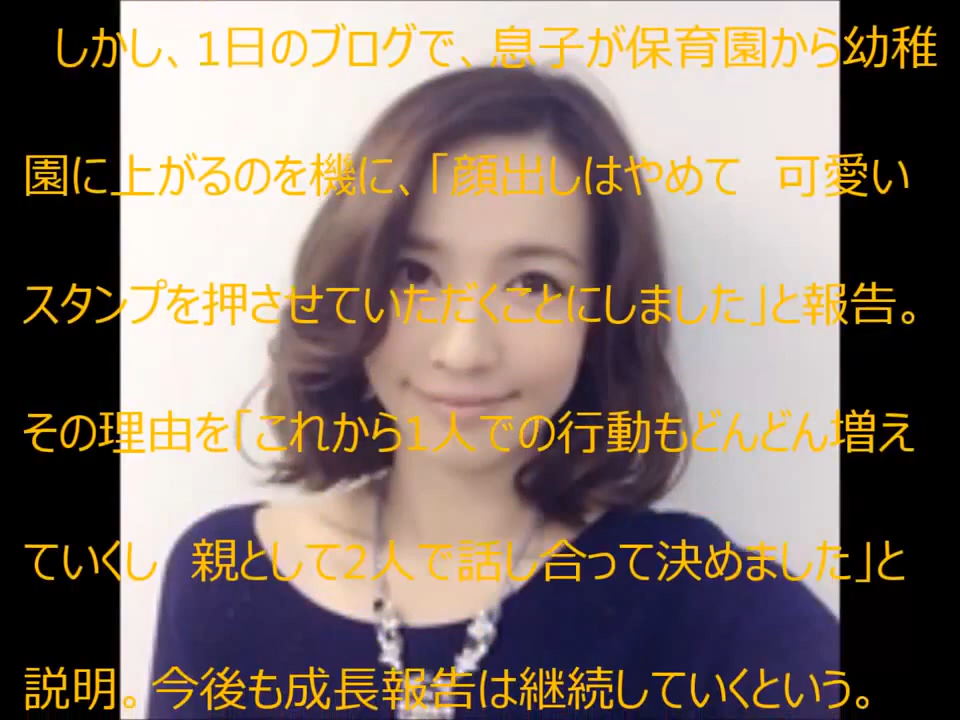 しかし、1日のブログで、息子が保育園から幼稚
園に上がるのを機に、「顔出しはやめて　可愛い
スタンプを押させていただくことにしました」と報告。
その理由を「これから1人での行動もどんどん増え
ていくし　親として2人で話し合って決めました」と
説明。今後も成長報告は継続していくという。